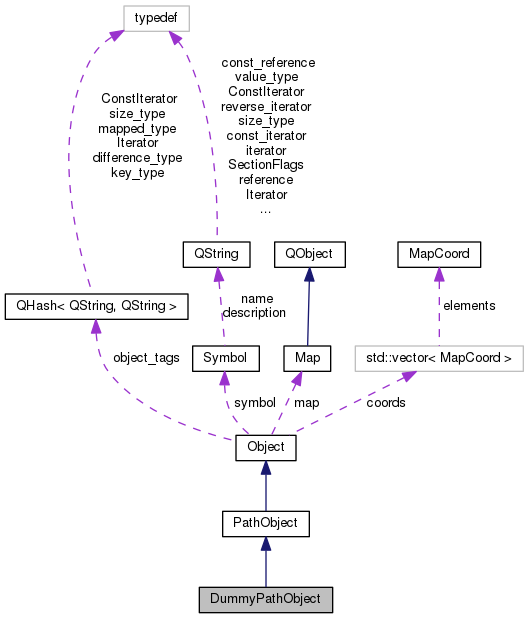 typedef
const_reference
value_type
ConstIterator
reverse_iterator
size_type
const_iterator
iterator
SectionFlags
reference
Iterator
...
ConstIterator
size_type
mapped_type
Iterator
difference_type
key_type
QString
QObject
MapCoord
QHash< QString, QString >
name
description
elements
Symbol
Map
std::vector< MapCoord >
object_tags
symbol
map
coords
Object
PathObject
DummyPathObject